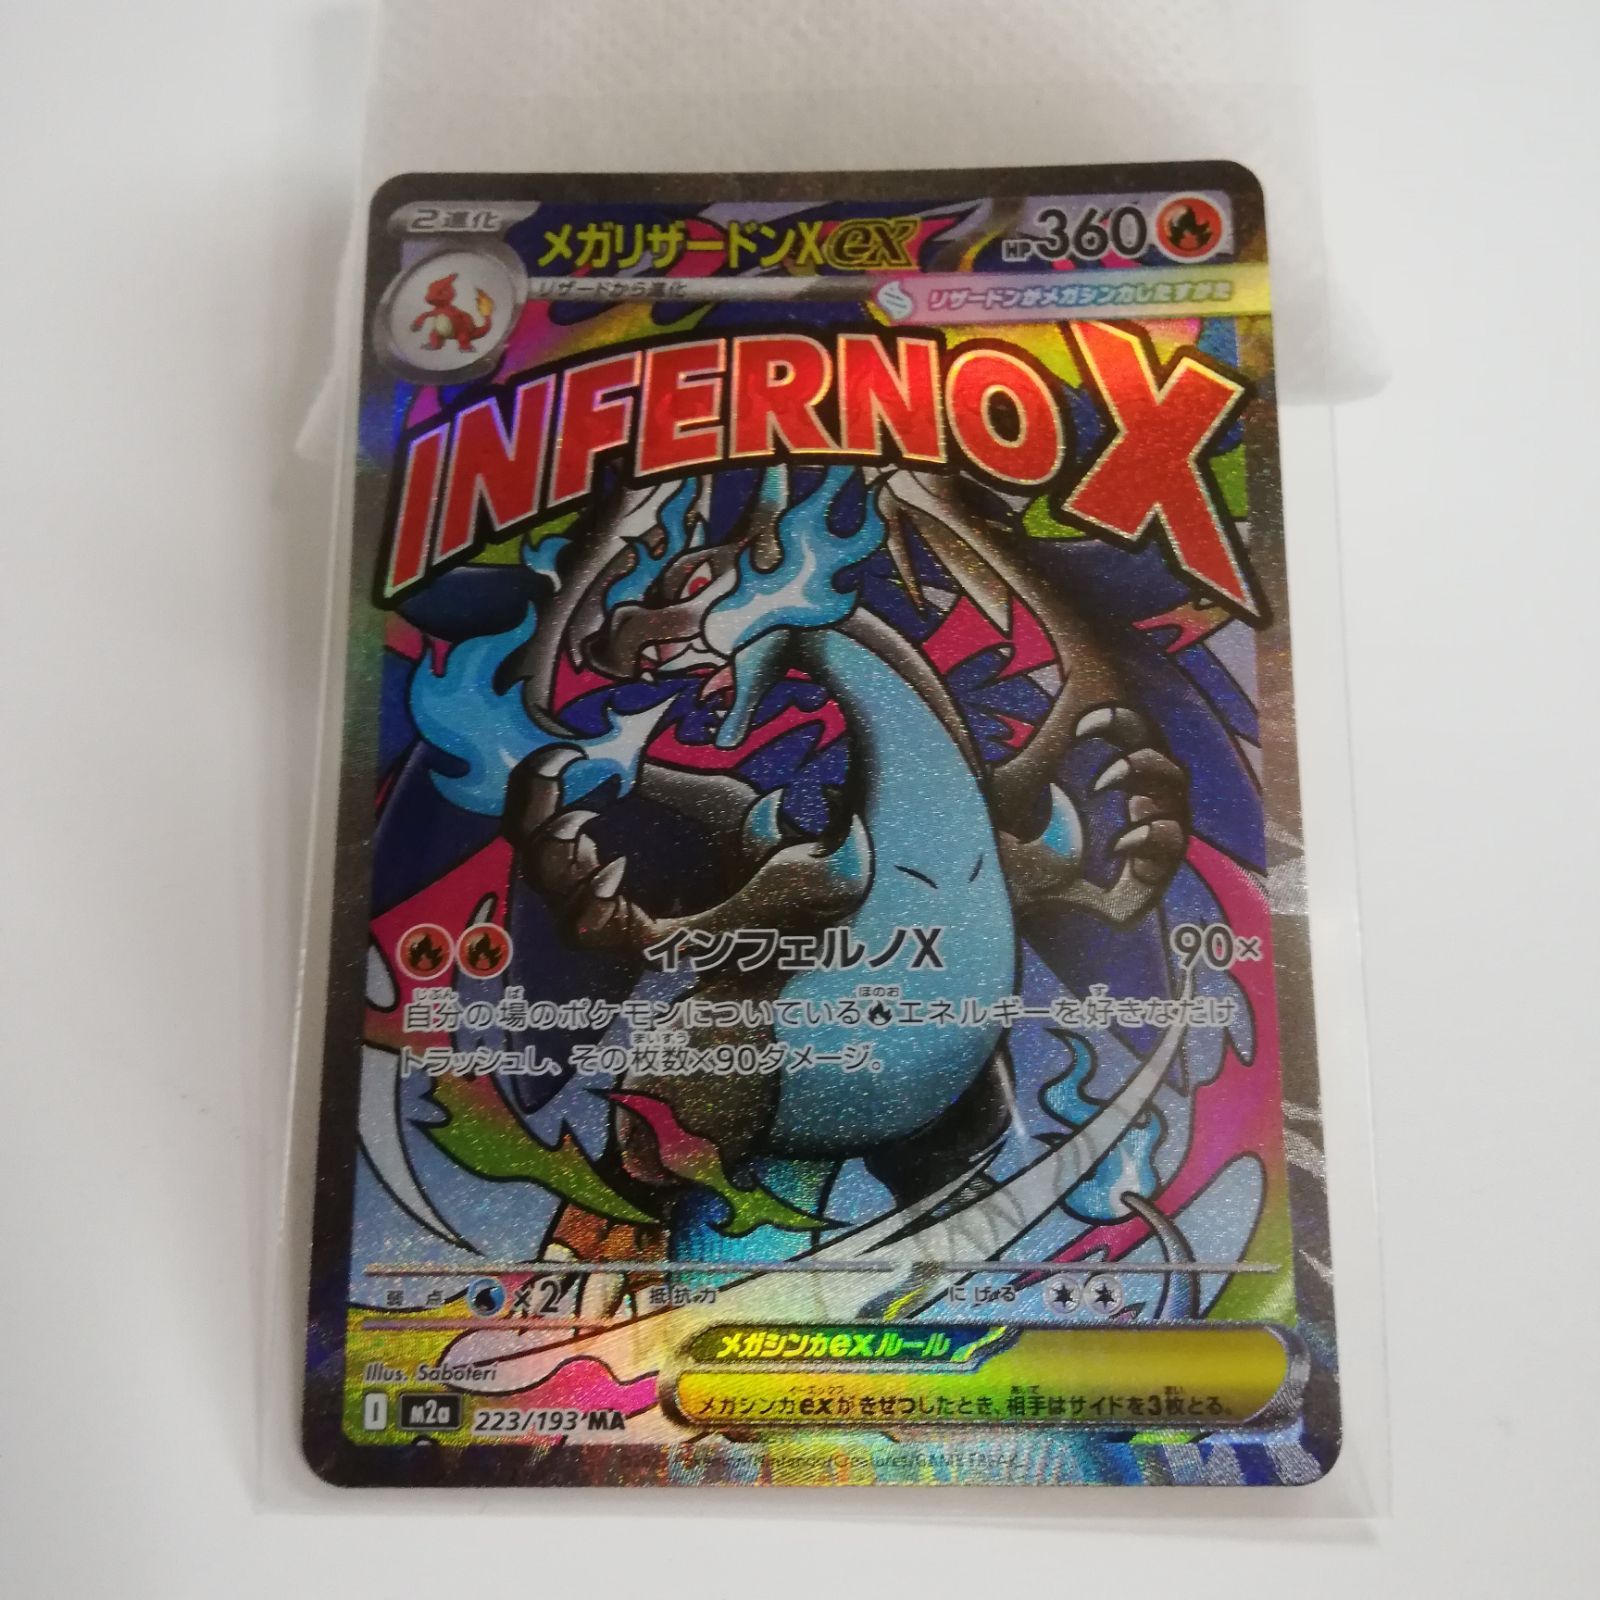 2進化
メガリザードンXex
HP360
リザードから進化
リザードンがメガシンカしたすがた
INFERNO X
インフェルノX 90×
自分の場のポケモンについているエネルギーを好きなだけ
トラッシュし、その枚数×90ダメージ。
弱点 ×2 抵抗力 にげる
メガシンカexルール
メガシンカexがきぜつしたとき、相手はサイドを3枚とる。
Illus. Saboteri
I M2a 223/193 MA
Pokémon/Nintendo/Creatures/GAME FREAK